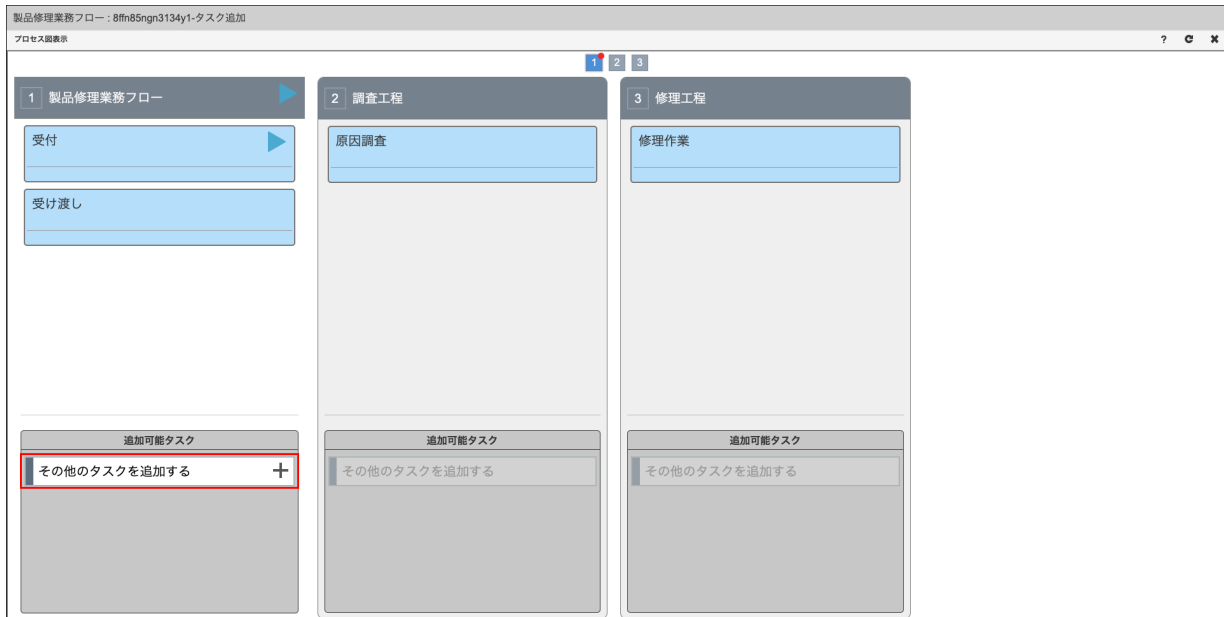 製品修理業務フロー : 8ffn85ngn3134y1-タスク追加
プロセス図表示
?
1 2 3
1 製品修理業務フロー
受付
受け渡し
追加可能タスク
その他のタスクを追加する
2 調査工程
原因調査
追加可能タスク
その他のタスクを追加する
3 修理工程
修理作業
追加可能タスク
その他のタスクを追加する